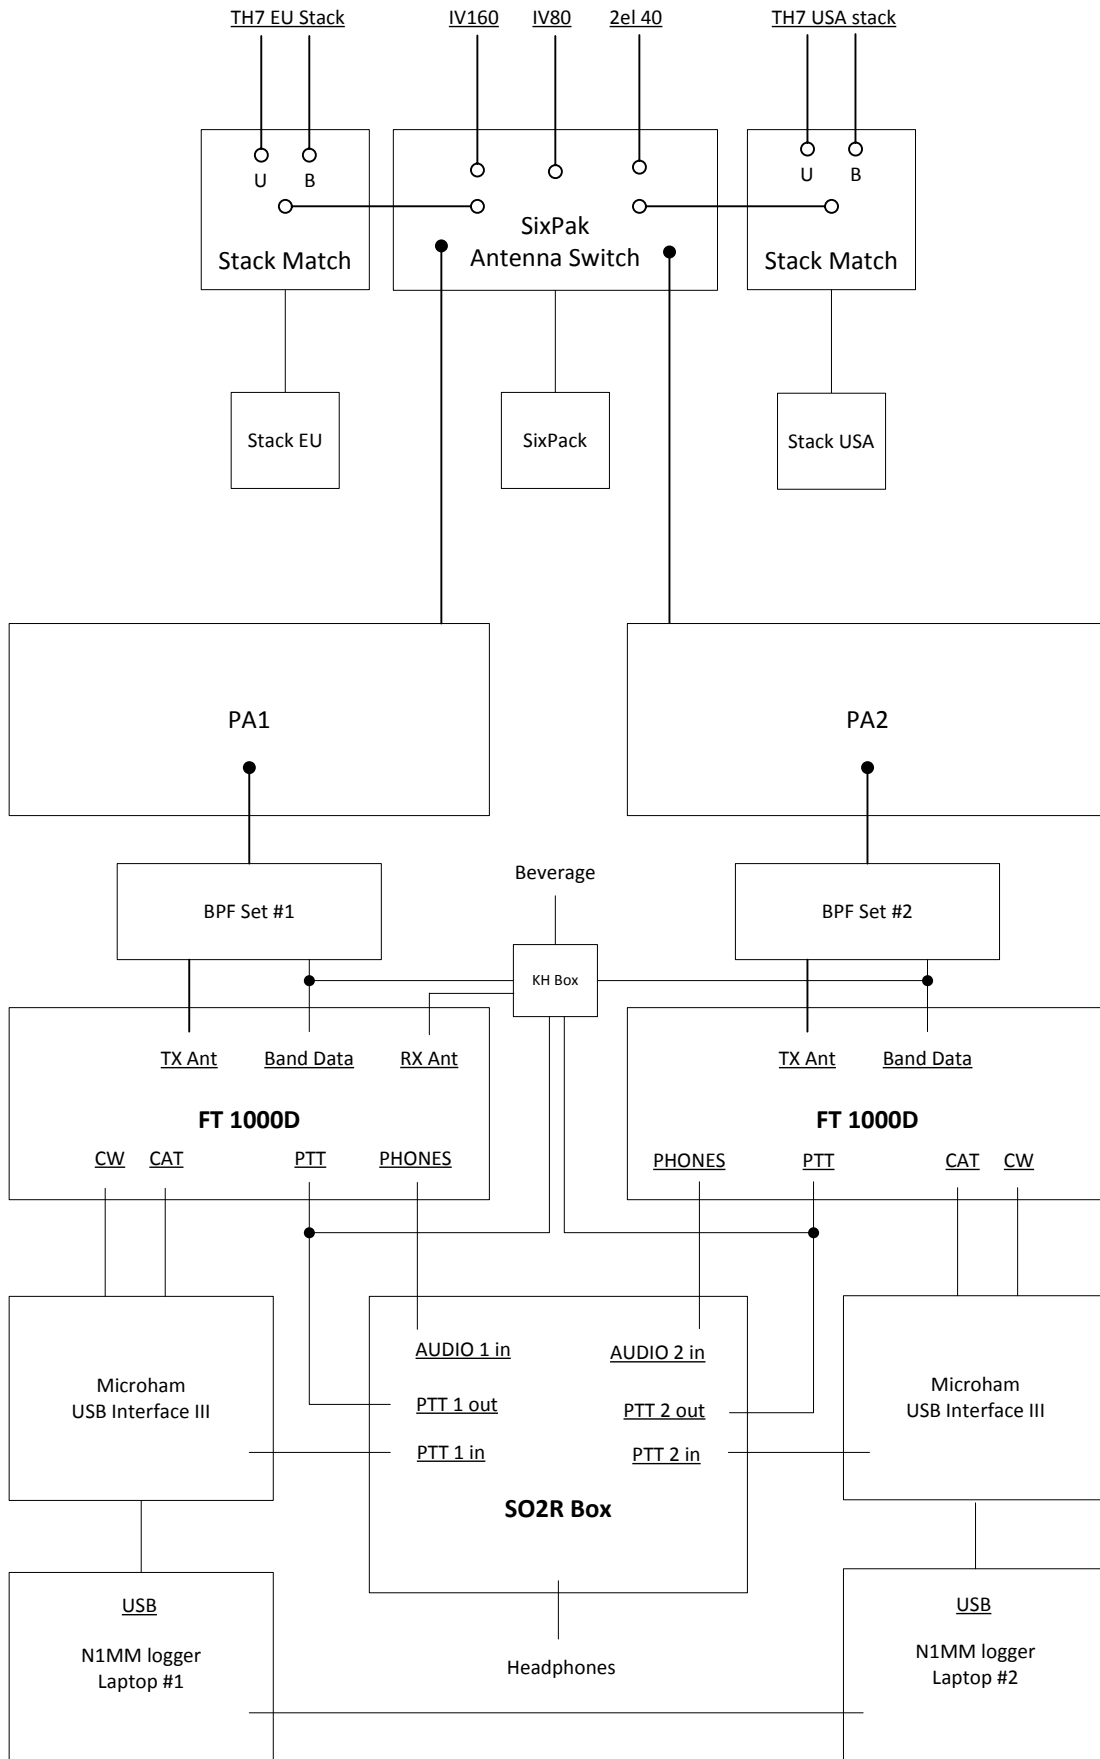 TH7 EU Stack
IV160
IV80
2el 40
TH7 USA stack
U
B
U
B
Stack Match
SixPak
Antenna Switch
Stack Match
Stack EU
SixPack
Stack USA
PA1
PA2
Beverage
BPF Set #1
BPF Set #2
KH Box
TX Ant
Band Data
RX Ant
TX Ant
Band Data
FT 1000D
FT 1000D
CW
CAT
PTT
PHONES
PHONES
PTT
CAT
CW
AUDIO 1 in
AUDIO 2 in
Microham
USB Interface III
Microham
USB Interface III
PTT 1 out
PTT 2 out
PTT 1 in
PTT 2 in
SO2R Box
USB
USB
N1MM logger
Laptop #1
Headphones
N1MM logger
Laptop #2